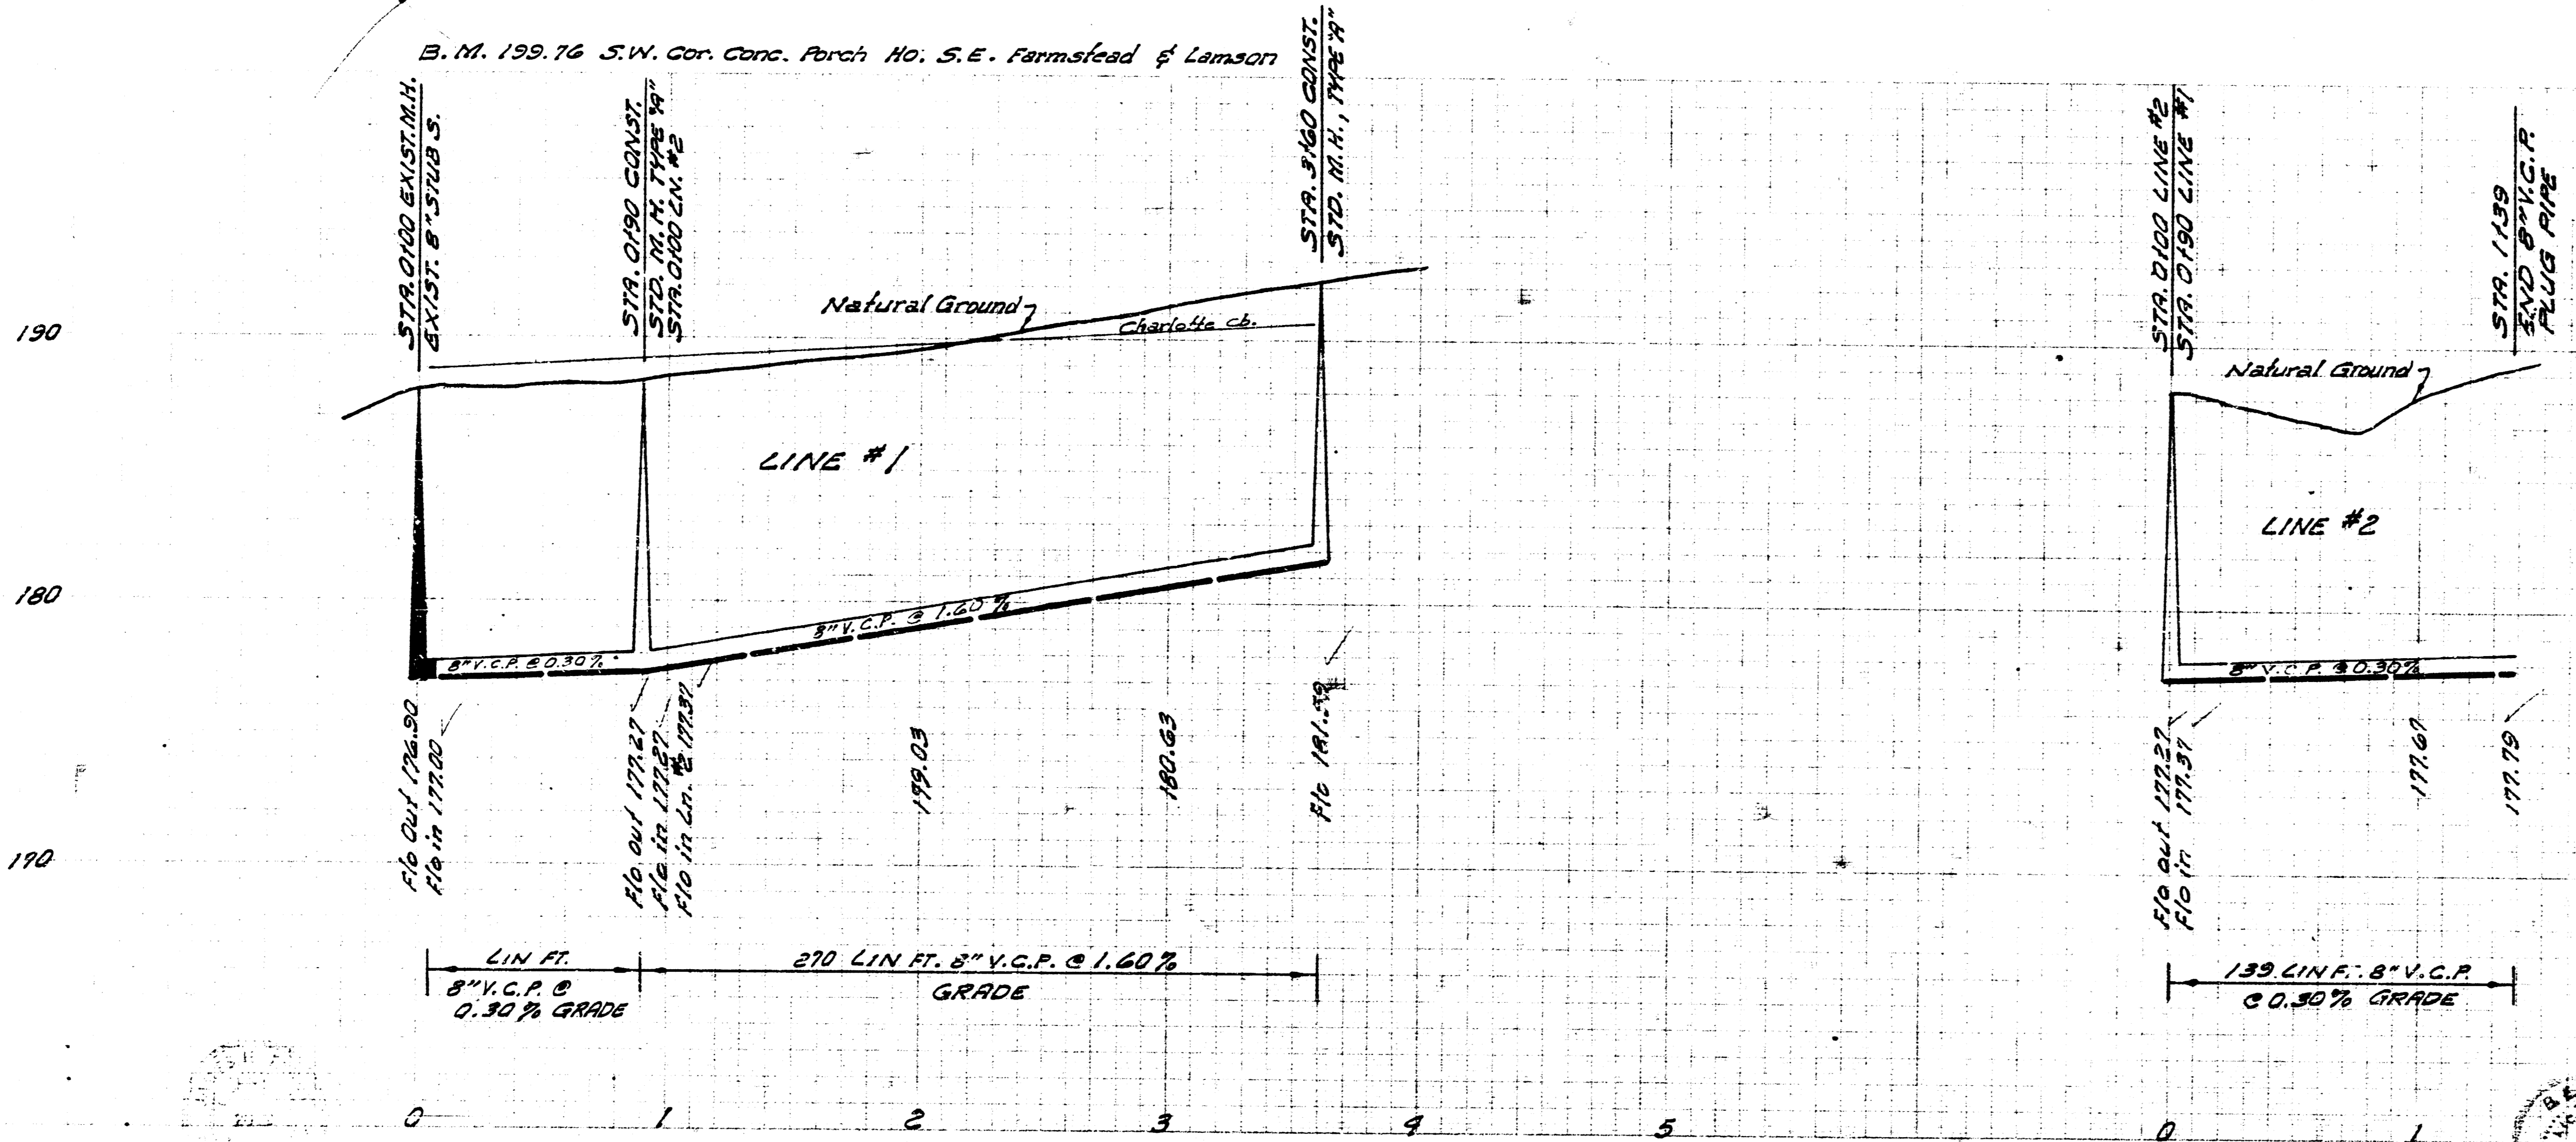 B.M. 199.76 S.W. Cor. Conc. Porch Ho. S.E. Farmstead & Lamson
STA. 0+00 EXIST. M.H.
EXIST. 8" STUB S.
STA. 0+90 CONST.
STD. M.H. TYPE "A"
STA. 0+00 LN. #2
STA. 3+60 CONST.
STD. M.H., TYPE "A"
STA. 0+00 LINE #2
STA. 0+90 LINE #1
STA. 1+39
END 8" V.C.P.
PLUG PIPE
190
Natural Ground
Charlotte cb.
Natural Ground
LINE #1
LINE #2
180
8" V.C.P. @ 0.30%
8" V.C.P. @ 1.60%
8" V.C.P. @ 0.30%
Flo Out 176.90
Flo in 177.00
Flo. out 177.27
Flo in 177.27
Flo in Ln. #2 177.37
179.03
180.63
Flo 181.59
Flo out 177.27
Flo in 177.37
177.67
177.79
170
LIN FT.
8" V.C.P. @
0.30% GRADE
270 LIN FT. 8" V.C.P. @ 1.60%
GRADE
139 LIN F. 8" V.C.P.
@ 0.30% GRADE
0 1 2 3 4 5 0 1